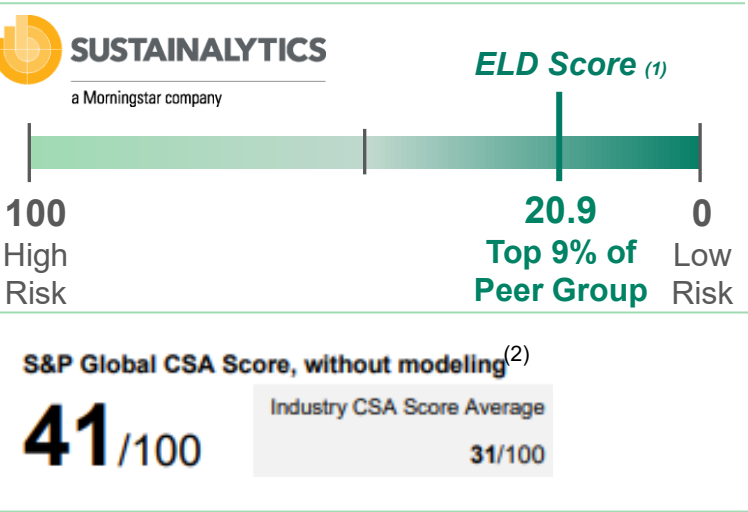 SUSTAINALYTICS
a Morningstar company
ELD Score (1)
100
High
Risk
20.9
Top 9% of
Peer Group
0
Low
Risk
S&P Global CSA Score, without modeling(2)
41/100
Industry CSA Score Average
31/100